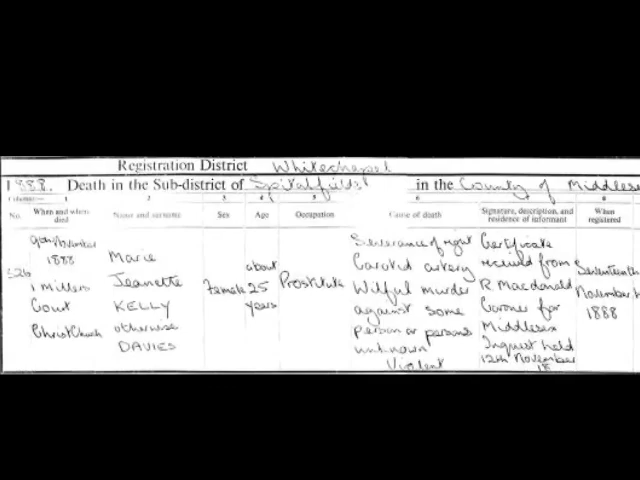 Registration District Whitechapel
1888. Death in the Sub-district of Spitalfields in the County of Middlesex
Columns:— 1 2 3 4 5 6 7 8
No. When and where died Name and surname Sex Age Occupation Cause of death Signature, description, and residence of informant When registered
326
9th November
1888
1 Millers
Court
Christchurch
Marie
Jeanette
KELLY
otherwise
DAVIES
Female
about
25
years
Prostitute
Severance of right
Carotid artery
Wilful murder
against some
person or persons
unknown
Violent
Certificate
received from
R Macdonald
Coroner for
Middlesex
Inquest held
12th November
18
Seventeenth
November
1888